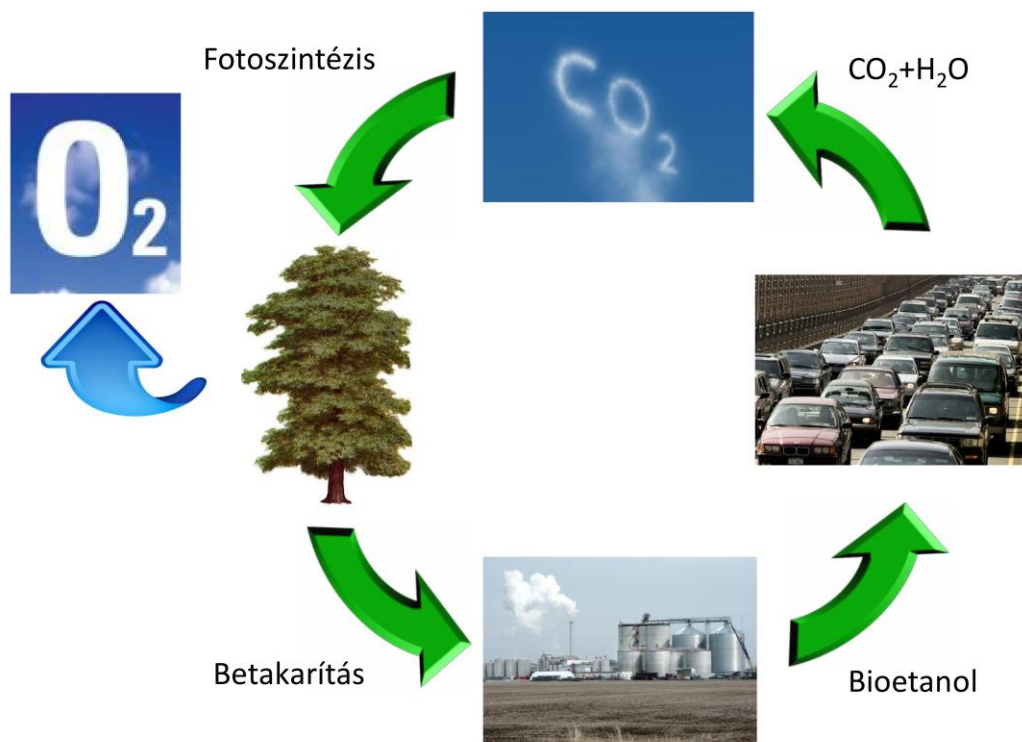 Fotoszintézis
CO₂
CO₂+H₂O
O₂
Betakarítás
Bioetanol